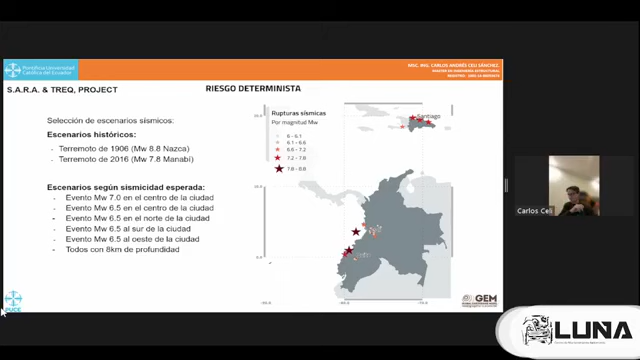 Pontificia Universidad
Católica del Ecuador
MSC. ING. CARLOS ANDRÉS CELI SÁNCHEZ.
MASTER EN INGENIERIA ESTRUCTURAL
S.A.R.A. & TREQ, PROJECT
RIESGO DETERMINISTA
Selección de escenarios sísmicos:
Escenarios históricos:
- Terremoto de 1906 (Mw 8.8 Nazca)
- Terremoto de 2016 (Mw 7.8 Manabí)
Escenarios según sismicidad esperada:
- Evento Mw 7.0 en el centro de la ciudad
- Evento Mw 6.5 en el centro de la ciudad
- Evento Mw 6.5 en el norte de la ciudad
- Evento Mw 6.5 al sur de la ciudad
- Evento Mw 6.5 al oeste de la ciudad
- Todos con 8km de profundidad
Rupturas sísmicas
Por magnitud Mw
6 - 6.1
6.1 - 6.6
6.6 - 7.2
7.2 - 7.8
7.8 - 8.8
Santiago
GEM
PUCE
Carlos Celi
LUNA